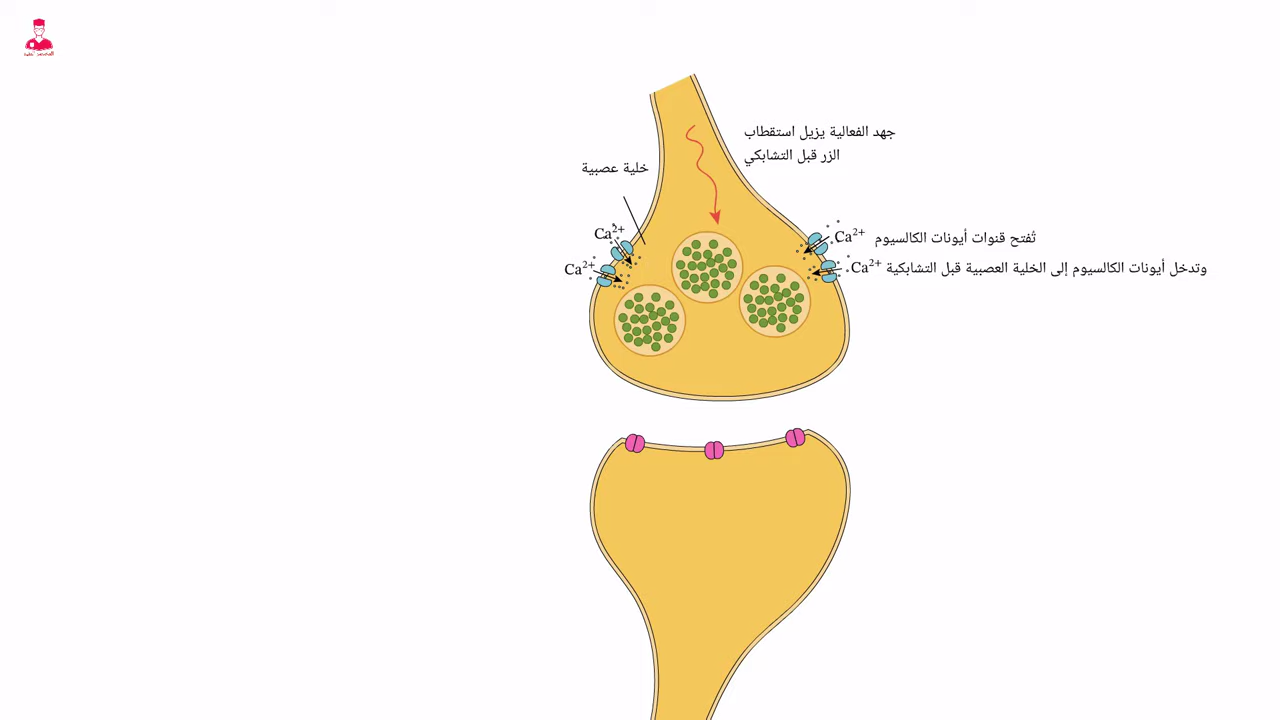 جهد الفعالية يزيل استقطاب
الزر قبل التشابكي
خلية عصبية
Ca²⁺
Ca²⁺
Ca²⁺ تُفتح قنوات أيونات الكالسيوم
Ca²⁺ وتدخل أيونات الكالسيوم إلى الخلية العصبية قبل التشابكية